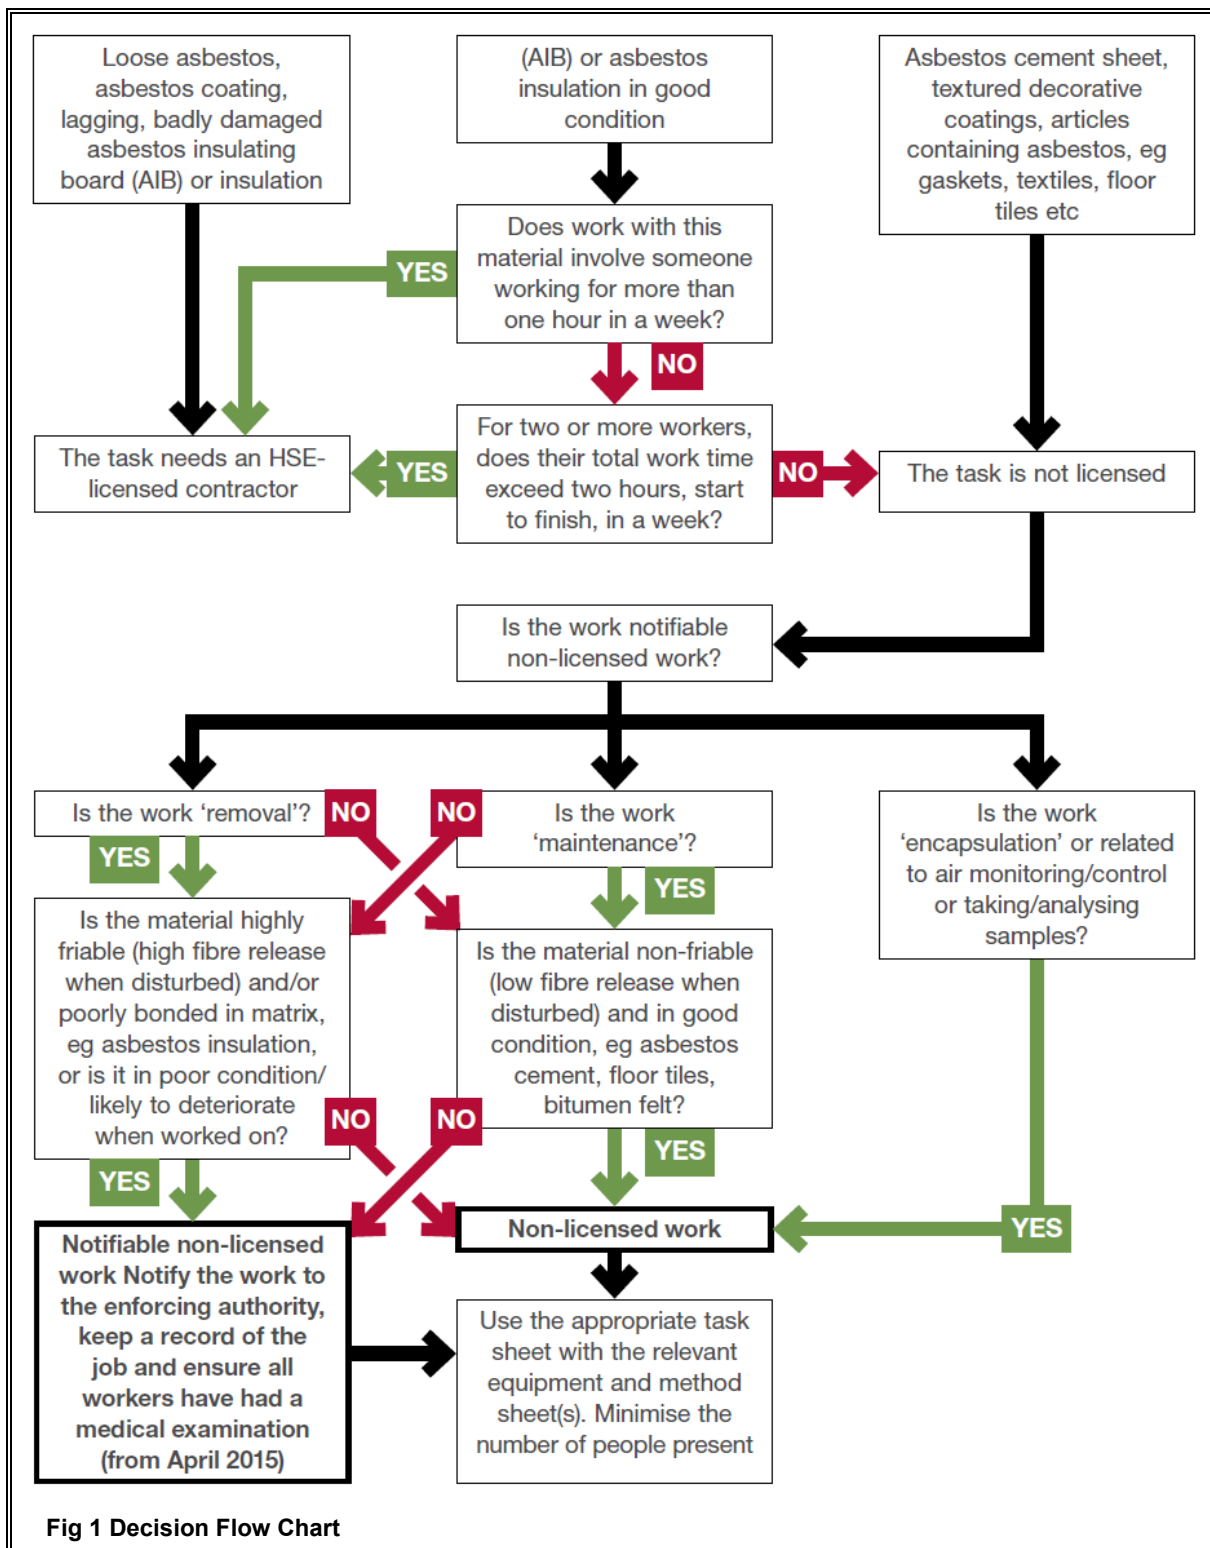 Loose asbestos,
asbestos coating,
lagging, badly damaged
asbestos insulating
board (AIB) or insulation
(AIB) or asbestos
insulation in good
condition
Asbestos cement sheet,
textured decorative
coatings, articles
containing asbestos, eg
gaskets, textiles, floor
tiles etc
Does work with this
material involve someone
working for more than
one hour in a week?
YES
NO
The task needs an HSE-
licensed contractor
YES
For two or more workers,
does their total work time
exceed two hours, start
to finish, in a week?
NO
The task is not licensed
Is the work notifiable
non-licensed work?
Is the work ‘removal’?
NO
YES
NO
Is the work
‘maintenance’?
YES
Is the work
‘encapsulation’ or related
to air monitoring/control
or taking/analysing
samples?
Is the material highly
friable (high fibre release
when disturbed) and/or
poorly bonded in matrix,
eg asbestos insulation,
or is it in poor condition/
likely to deteriorate
when worked on?
NO
YES
Is the material non-friable
(low fibre release when
disturbed) and in good
condition, eg asbestos
cement, floor tiles,
bitumen felt?
NO
YES
YES
Notifiable non-licensed
work Notify the work to
the enforcing authority,
keep a record of the
job and ensure all
workers have had a
medical examination
(from April 2015)
Non-licensed work
Use the appropriate task
sheet with the relevant
equipment and method
sheet(s). Minimise the
number of people present
Fig 1 Decision Flow Chart